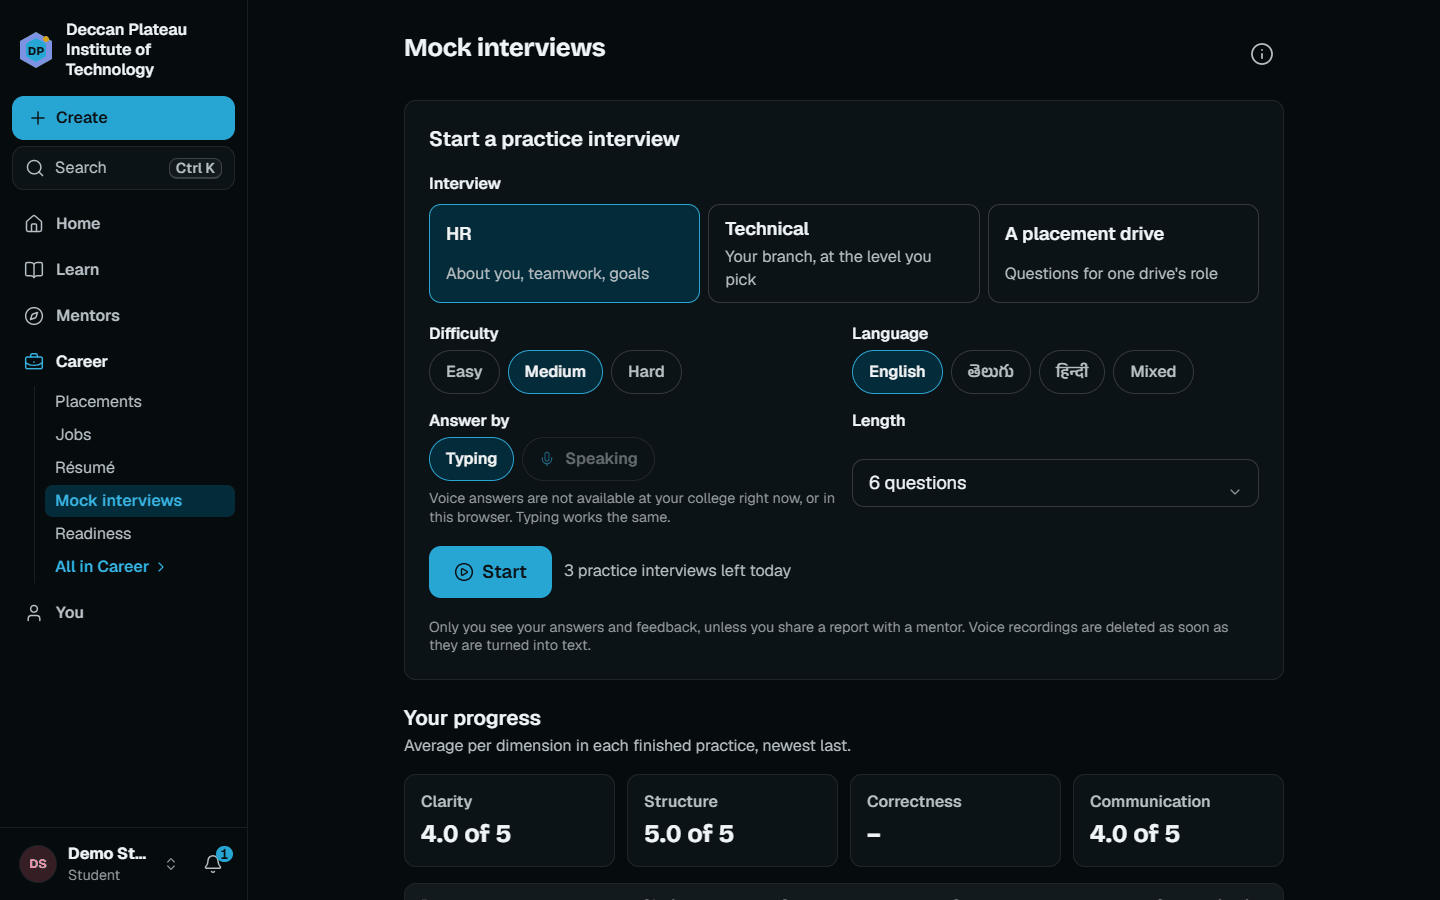 DP
Deccan Plateau
Institute of
Technology
Create
Search
Ctrl K
Home
Learn
Mentors
Career
Placements
Jobs
Résumé
Mock interviews
Readiness
All in Career
You
DS
Demo St...
Student
1
Mock interviews
Start a practice interview
Interview
HR
About you, teamwork, goals
Technical
Your branch, at the level you
pick
A placement drive
Questions for one drive's role
Difficulty
Easy
Medium
Hard
Language
English
తెలుగు
हिन्दी
Mixed
Answer by
Typing
Speaking
Voice answers are not available at your college right now, or in
this browser. Typing works the same.
Length
6 questions
Start
3 practice interviews left today
Only you see your answers and feedback, unless you share a report with a mentor. Voice recordings are deleted as soon as
they are turned into text.
Your progress
Average per dimension in each finished practice, newest last.
Clarity
4.0 of 5
Structure
5.0 of 5
Correctness
–
Communication
4.0 of 5